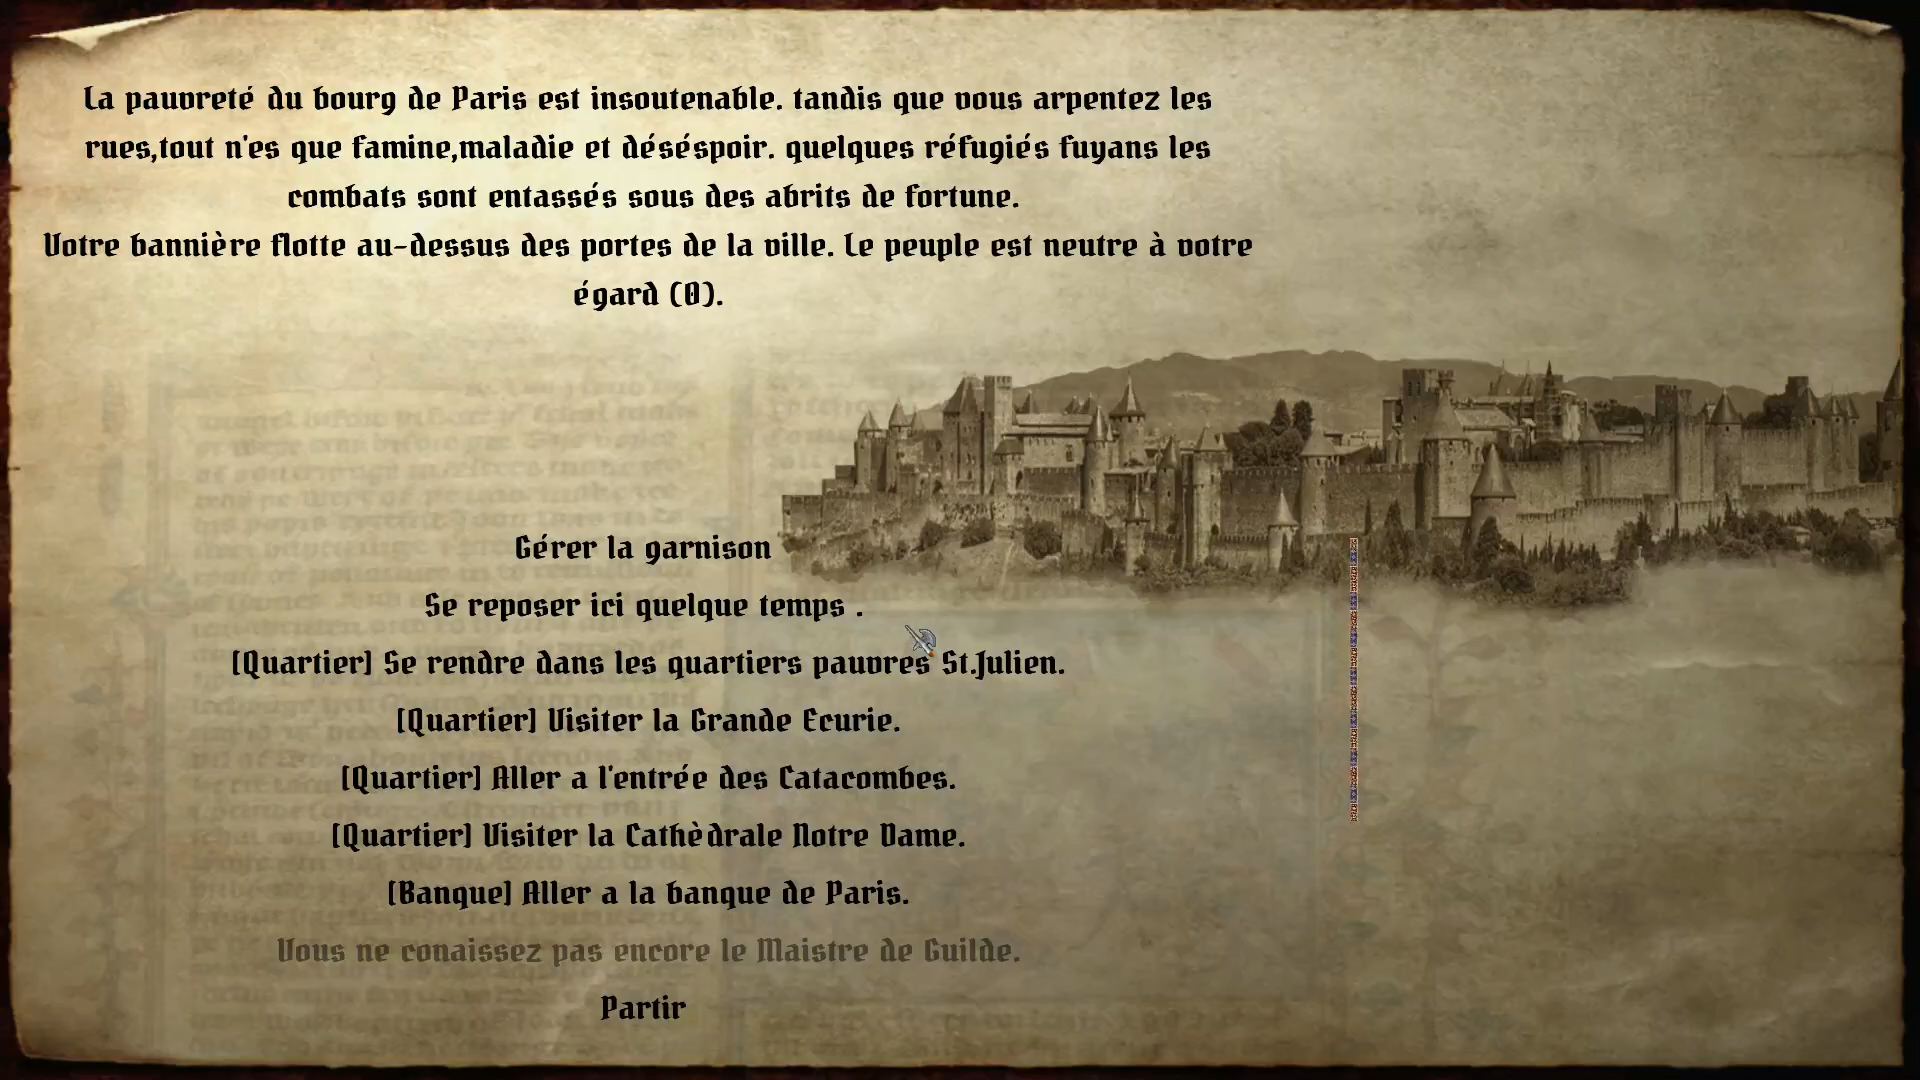 La pauvreté du bourg de Paris est insoutenable. tandis que vous arpentez les
rues,tout n'es que famine,maladie et déséspoir. quelques réfugiés fuyans les
combats sont entassés sous des abrits de fortune.
Votre bannière flotte au-dessus des portes de la ville. Le peuple est neutre à votre
égard (0).
Gérer la garnison
Se reposer ici quelque temps .
[Quartier] Se rendre dans les quartiers pauvres St.Julien.
[Quartier] Visiter la Grande Ecurie.
[Quartier] Aller a l'entrée des Catacombes.
[Quartier] Visiter la Cathèdrale Notre Dame.
[Banque] Aller a la banque de Paris.
Vous ne conaissez pas encore le Maistre de Guilde.
Partir